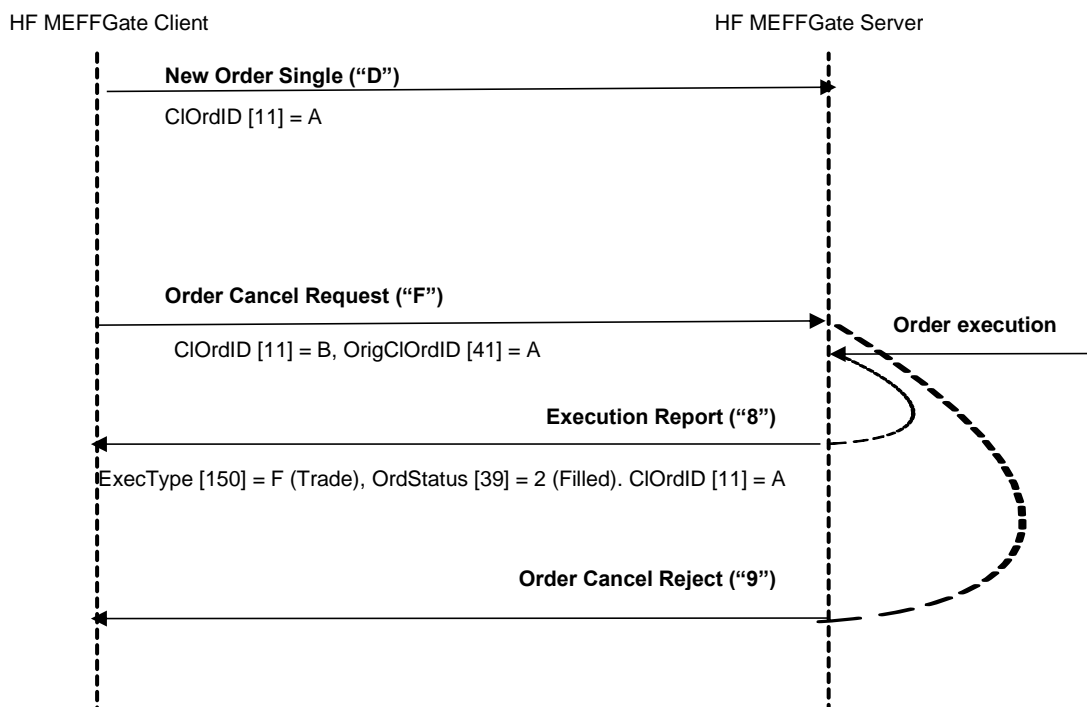 HF MEFFGate Client
HF MEFFGate Server
New Order Single (“D”)
ClOrdID [11] = A
Order Cancel Request (“F”)
Order execution
ClOrdID [11] = B, OrigClOrdID [41] = A
Execution Report (“8”)
ExecType [150] = F (Trade), OrdStatus [39] = 2 (Filled). ClOrdID [11] = A
Order Cancel Reject (“9”)